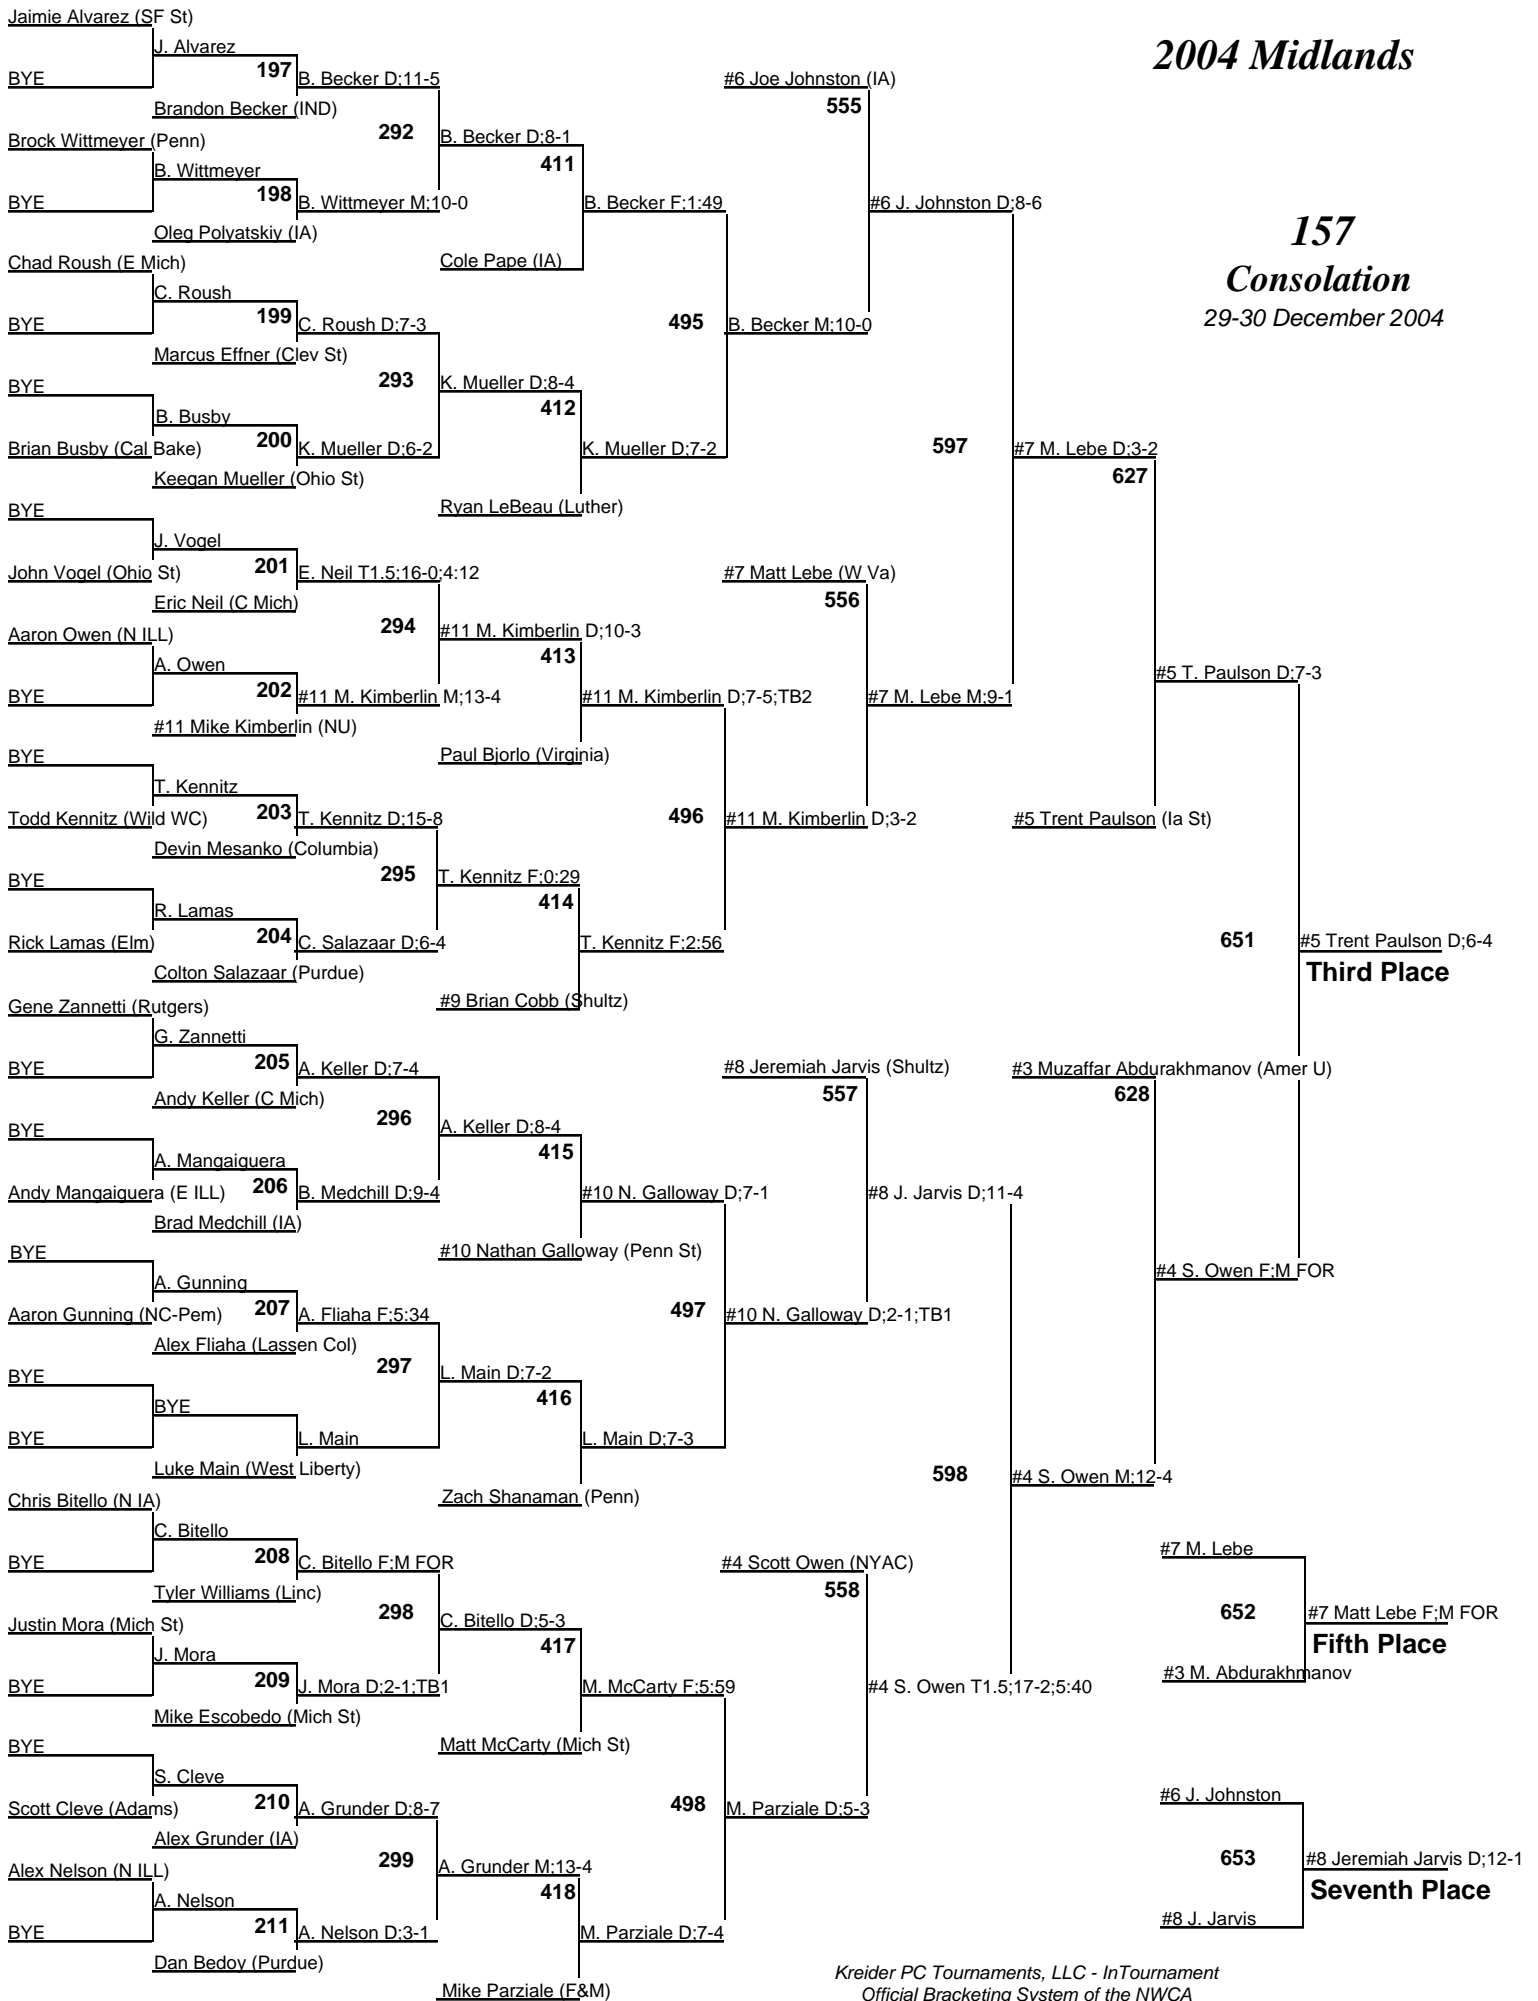 Jaimie Alvarez (SF St)
2004 Midlands
J. Alvarez
BYE
197
B. Becker D;11-5
#6 Joe Johnston (IA)
555
Brandon Becker (IND)
292
Brock Wittmeyer (Penn)
B. Becker D;8-1
411
B. Wittmeyer
BYE
198
B. Wittmeyer M;10-0
B. Becker F;1:49
#6 J. Johnston D;8-6
157
Oleg Polyatskiy (IA)
Chad Roush (E Mich)
Cole Pape (IA)
Consolation
C. Roush
BYE
199
C. Roush D;7-3
495
B. Becker M;10-0
29-30 December 2004
Marcus Effner (Clev St)
BYE
293
K. Mueller D;8-4
412
B. Busby
Brian Busby (Cal Bake)
200
K. Mueller D;6-2
K. Mueller D;7-2
597
#7 M. Lebe D;3-2
627
Keegan Mueller (Ohio St)
BYE
Ryan LeBeau (Luther)
J. Vogel
John Vogel (Ohio St)
201
E. Neil T1.5;16-0;4:12
#7 Matt Lebe (W Va)
556
Eric Neil (C Mich)
294
Aaron Owen (N ILL)
#11 M. Kimberlin D;10-3
413
A. Owen
#5 T. Paulson D;7-3
BYE
202
#11 M. Kimberlin M;13-4
#11 M. Kimberlin D;7-5;TB2
#7 M. Lebe M;9-1
#11 Mike Kimberlin (NU)
BYE
Paul Bjorlo (Virginia)
T. Kennitz
Todd Kennitz (Wild WC)
203
T. Kennitz D;15-8
496
#11 M. Kimberlin D;3-2
#5 Trent Paulson (Ia St)
Devin Mesanko (Columbia)
BYE
295
T. Kennitz F;0:29
414
R. Lamas
Rick Lamas (Elm)
204
C. Salazaar D;6-4
T. Kennitz F;2:56
651
#5 Trent Paulson D;6-4
Third Place
Colton Salazaar (Purdue)
Gene Zannetti (Rutgers)
#9 Brian Cobb (Shultz)
G. Zannetti
BYE
205
A. Keller D;7-4
#8 Jeremiah Jarvis (Shultz)
557
#3 Muzaffar Abdurakhmanov (Amer U)
628
Andy Keller (C Mich)
296
BYE
A. Keller D;8-4
415
A. Mangaiguera
Andy Mangaiguera (E ILL)
206
B. Medchill D;9-4
#10 N. Galloway D;7-1
#8 J. Jarvis D;11-4
Brad Medchill (IA)
BYE
#10 Nathan Galloway (Penn St)
A. Gunning
#4 S. Owen F;M FOR
Aaron Gunning (NC-Pem)
207
A. Fliaha F;5:34
497
#10 N. Galloway D;2-1;TB1
Alex Fliaha (Lassen Col)
297
BYE
L. Main D;7-2
416
BYE
BYE
L. Main
L. Main D;7-3
Luke Main (West Liberty)
598
#4 S. Owen M;12-4
Chris Bitello (N IA)
Zach Shanaman (Penn)
C. Bitello
BYE
208
C. Bitello F;M FOR
#4 Scott Owen (NYAC)
558
#7 M. Lebe
Tyler Williams (Linc)
298
Justin Mora (Mich St)
C. Bitello D;5-3
417
652
#7 Matt Lebe F;M FOR
Fifth Place
J. Mora
BYE
209
J. Mora D;2-1;TB1
M. McCarty F;5:59
#4 S. Owen T1.5;17-2;5:40
#3 M. Abdurakhmanov
Mike Escobedo (Mich St)
BYE
Matt McCarty (Mich St)
S. Cleve
Scott Cleve (Adams)
210
A. Grunder D;8-7
498
M. Parziale D;5-3
#6 J. Johnston
Alex Grunder (IA)
299
Alex Nelson (N ILL)
A. Grunder M;13-4
418
653
#8 Jeremiah Jarvis D;12-1
Seventh Place
A. Nelson
BYE
211
A. Nelson D;3-1
M. Parziale D;7-4
#8 J. Jarvis
Dan Bedoy (Purdue)
Mike Parziale (F&M)
Kreider PC Tournaments, LLC - InTournament
Official Bracketing System of the NWCA